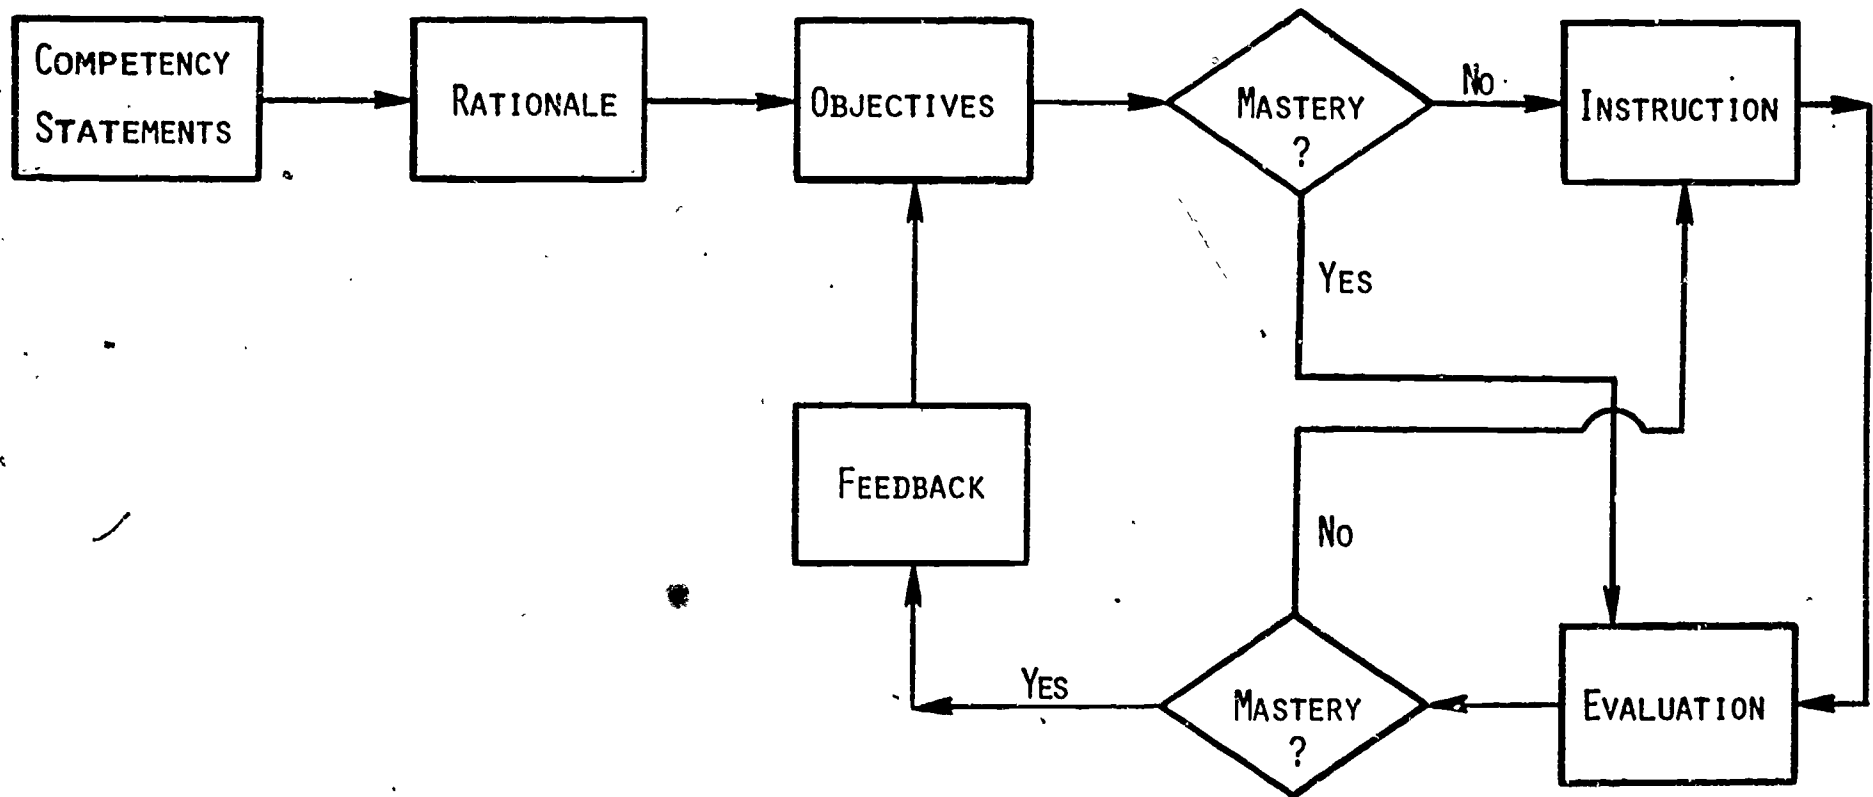 COMPETENCY
STATEMENTS
RATIONALE
OBJECTIVES
MASTERY
?
NO
INSTRUCTION
YES
FEEDBACK
NO
YES
MASTERY
?
EVALUATION